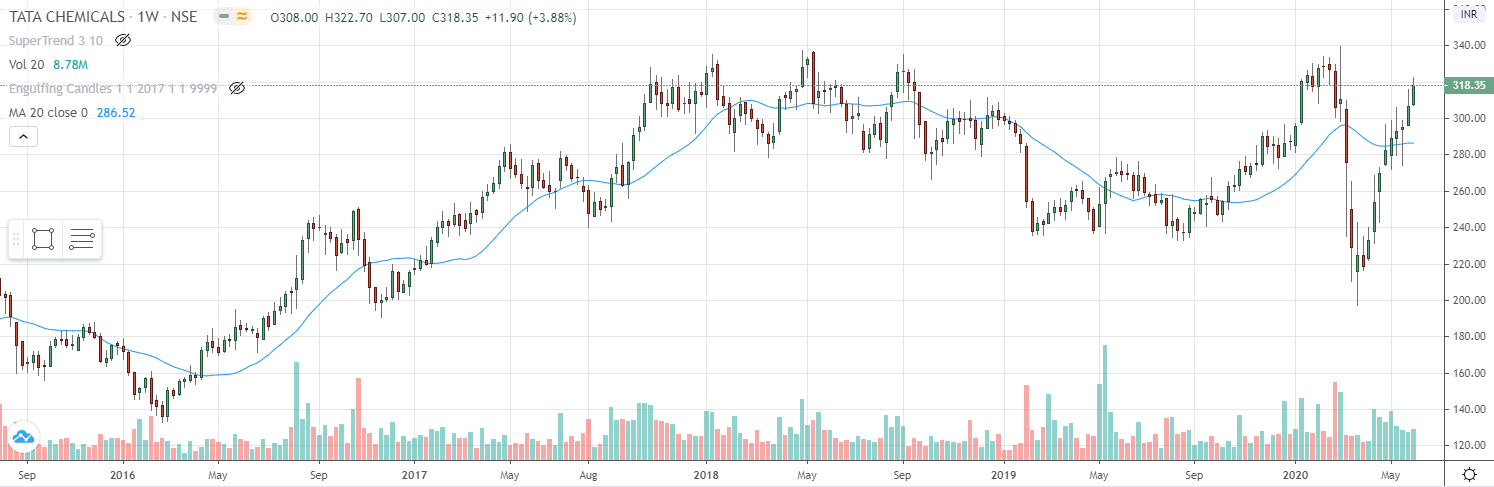 TATA CHEMICALS · 1W · NSE O308.00 H322.70 L307.00 C318.35 +11.90 (+3.88%)
INR
SuperTrend 3 10
Vol 20 8.78M
Engulfing Candles 1 1 2017 1 1 9999
MA 20 close 0 286.52
340.00
318.35
300.00
280.00
260.00
240.00
220.00
200.00
180.00
160.00
140.00
120.00
Sep 2016 May Sep 2017 May Aug 2018 May Sep 2019 May Sep 2020 May